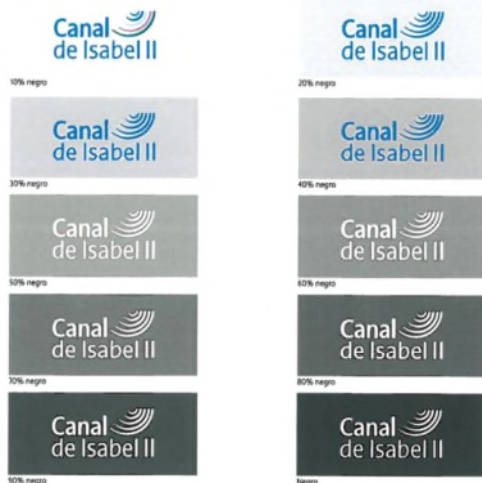 Canal
de Isabel II
10% negro
Canal
de Isabel II
20% negro
Canal
de Isabel II
30% negro
Canal
de Isabel II
40% negro
Canal
de Isabel II
50% negro
Canal
de Isabel II
60% negro
Canal
de Isabel II
70% negro
Canal
de Isabel II
80% negro
Canal
de Isabel II
90% negro
Canal
de Isabel II
Negro